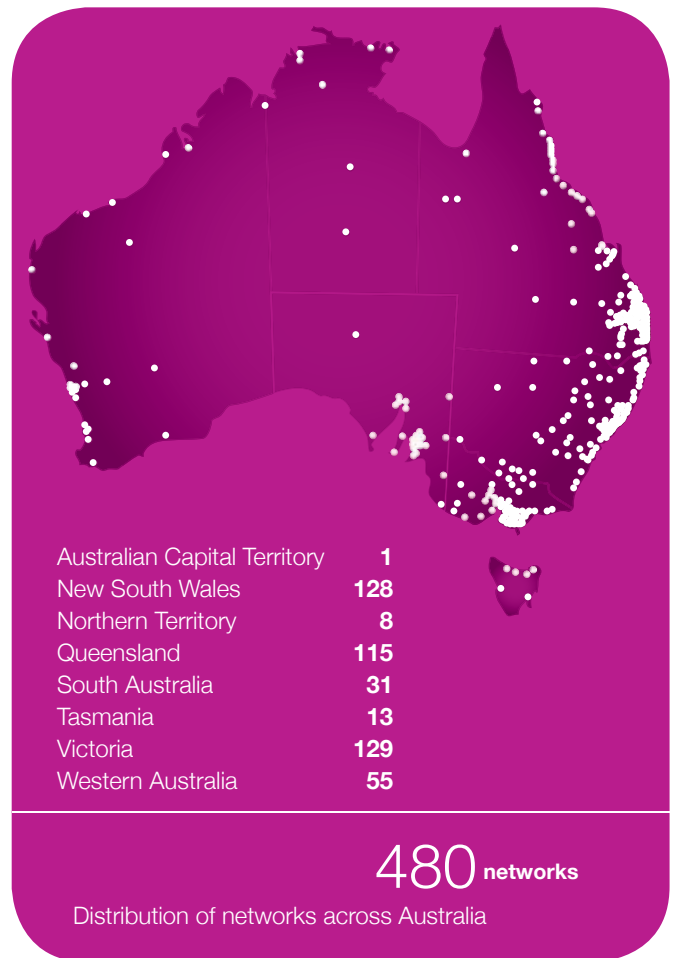 Australian Capital Territory 1
New South Wales 128
Northern Territory 8
Queensland 115
South Australia 31
Tasmania 13
Victoria 129
Western Australia 55
480 networks
Distribution of networks across Australia